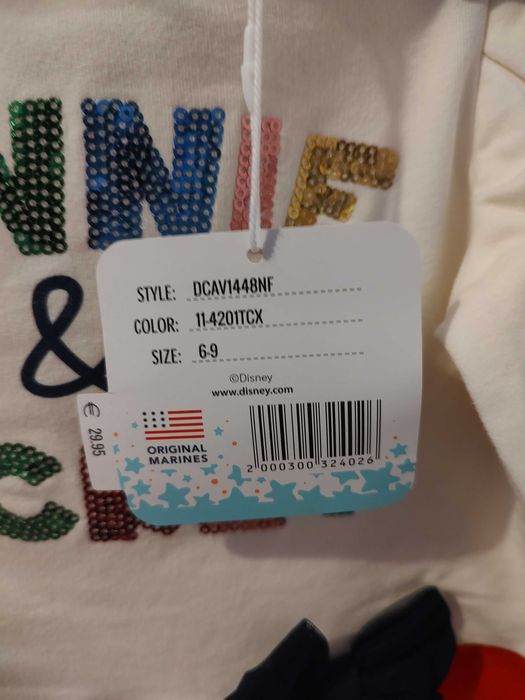 NNIE
&
STYLE: DCAV1448NF
COLOR: 11-4201TCX
SIZE: 6-9
©Disney
www.disney.com
€ 29.95
ORIGINAL
MARINES
2 000300 324026